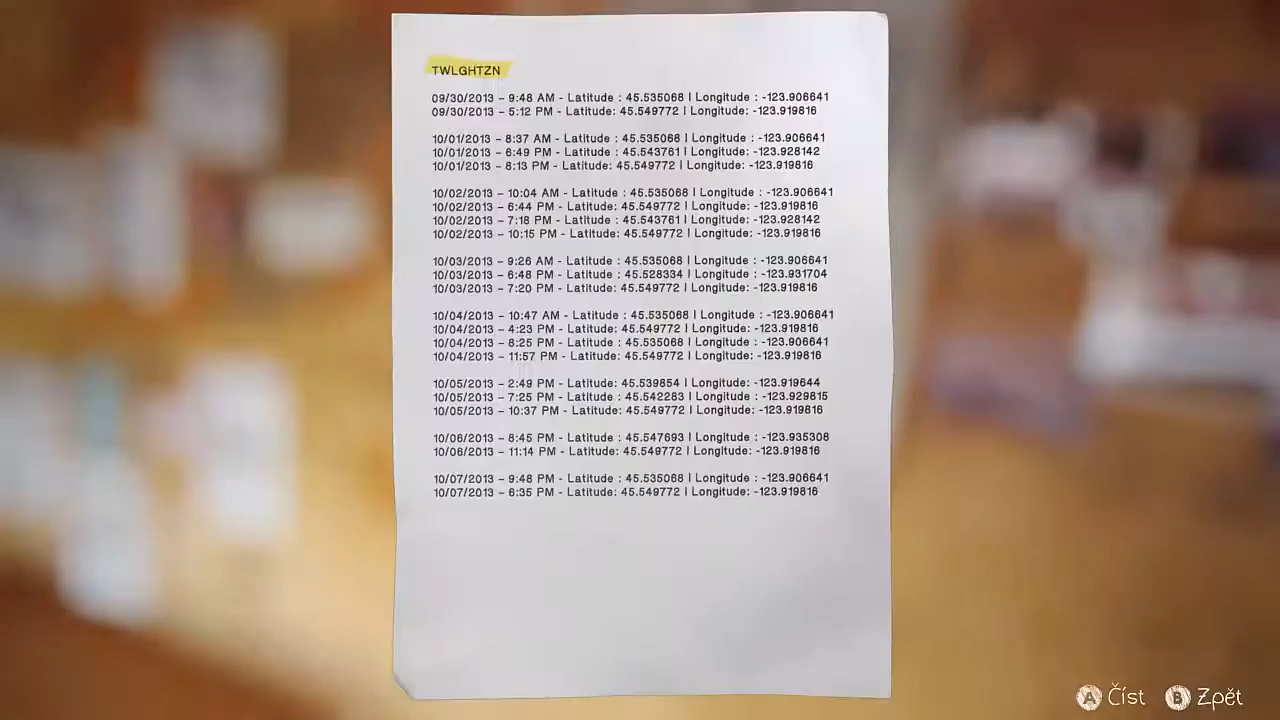 TWLGHTZN
09/30/2013 – 9:48 AM - Latitude : 45.535068 | Longitude : -123.906641
09/30/2013 – 5:12 PM - Latitude: 45.549772 | Longitude: -123.919816
10/01/2013 – 8:37 AM - Latitude : 45.535068 | Longitude : -123.906641
10/01/2013 – 6:49 PM - Latitude : 45.543761 | Longitude: -123.928142
10/01/2013 – 8:13 PM - Latitude: 45.549772 | Longitude: -123.919816
10/02/2013 – 10:04 AM - Latitude : 45.535068 | Longitude : -123.906641
10/02/2013 – 6:44 PM - Latitude : 45.549772 | Longitude: -123.919816
10/02/2013 – 7:18 PM - Latitude : 45.543761 | Longitude: -123.928142
10/02/2013 – 10:15 PM - Latitude: 45.549772 | Longitude: -123.919816
10/03/2013 – 9:26 AM - Latitude : 45.535068 | Longitude : -123.906641
10/03/2013 – 6:48 PM - Latitude : 45.528334 | Longitude : -123.931704
10/03/2013 – 7:20 PM - Latitude: 45.549772 | Longitude: -123.919816
10/04/2013 – 10:47 AM - Latitude : 45.535068 | Longitude : -123.906641
10/04/2013 – 4:23 PM - Latitude: 45.549772 | Longitude: -123.919816
10/04/2013 – 8:25 PM - Latitude : 45.535068 | Longitude : -123.906641
10/04/2013 – 11:57 PM - Latitude: 45.549772 | Longitude: -123.919816
10/05/2013 – 2:49 PM - Latitude: 45.539854 | Longitude: -123.919644
10/05/2013 – 7:25 PM - Latitude : 45.542283 | Longitude : -123.929815
10/05/2013 – 10:37 PM - Latitude: 45.549772 | Longitude: -123.919816
10/06/2013 – 8:45 PM - Latitude : 45.547693 | Longitude : -123.935308
10/06/2013 – 11:14 PM - Latitude: 45.549772 | Longitude: -123.919816
10/07/2013 – 9:48 PM - Latitude : 45.535068 | Longitude : -123.906641
10/07/2013 – 6:35 PM - Latitude: 45.549772 | Longitude: -123.919816
A Číst B Zpět